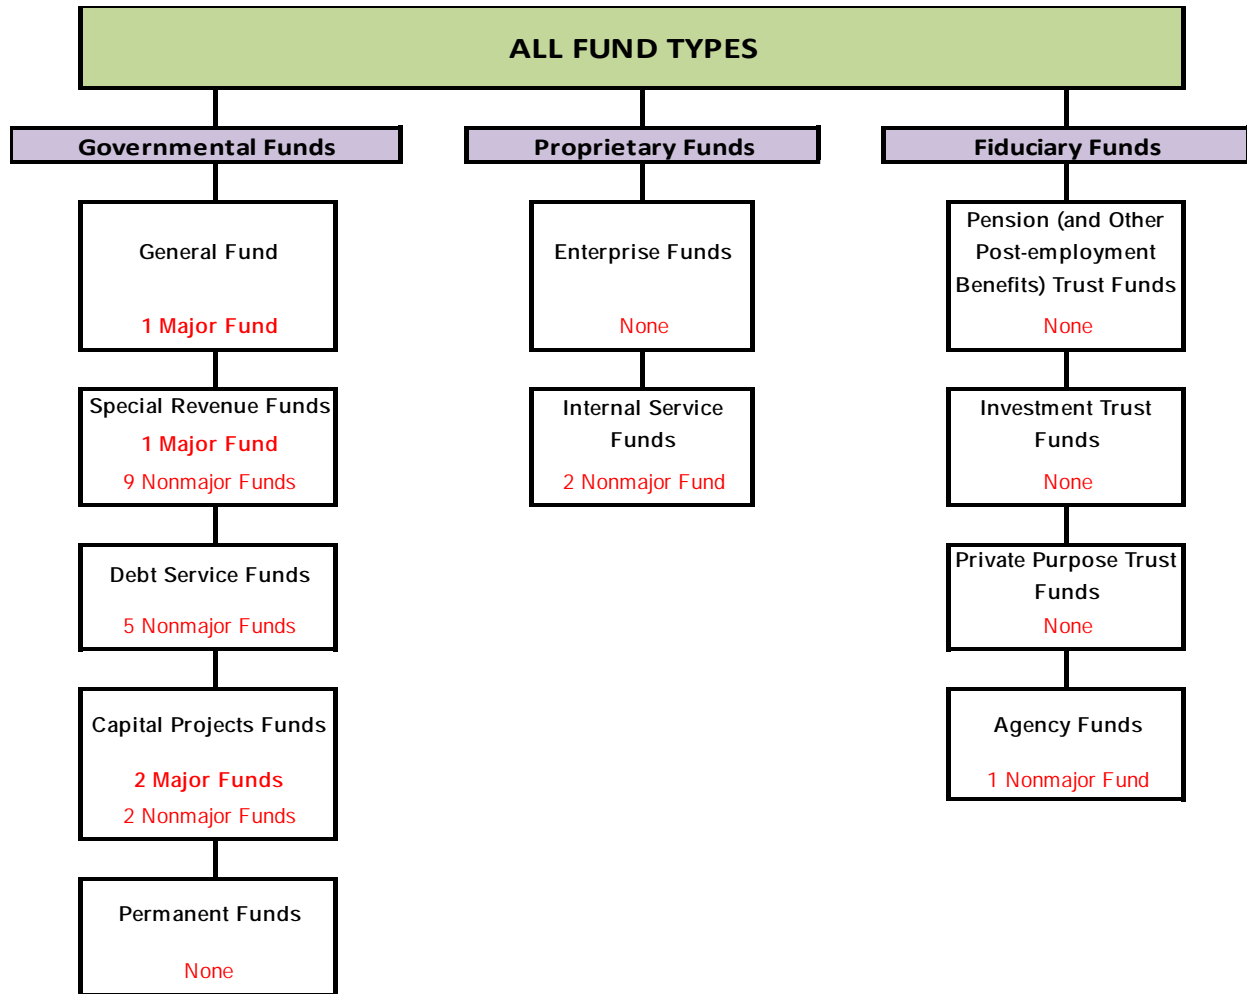 ALL FUND TYPES
Governmental Funds
General Fund
1 Major Fund
Special Revenue Funds
1 Major Fund
9 Nonmajor Funds
Debt Service Funds
5 Nonmajor Funds
Capital Projects Funds
2 Major Funds
2 Nonmajor Funds
Permanent Funds
None
Proprietary Funds
Enterprise Funds
None
Internal Service
Funds
2 Nonmajor Fund
Fiduciary Funds
Pension (and Other
Post-employment
Benefits) Trust Funds
None
Investment Trust
Funds
None
Private Purpose Trust
Funds
None
Agency Funds
1 Nonmajor Fund